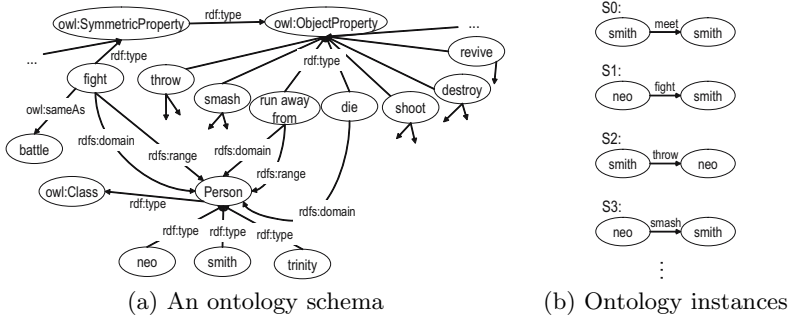 owl:SymmetricProperty
rdf:type
owl:ObjectProperty
...
...
rdf:type
rdf:type
revive
fight
throw
smash
run away
from
die
shoot
destroy
owl:sameAs
battle
rdfs:domain
rdfs:range
rdfs:domain
rdfs:range
rdfs:domain
owl:Class
rdf:type
Person
rdf:type
rdf:type
rdf:type
neo
smith
trinity
(a) An ontology schema
S0:
smith
meet
smith
S1:
neo
fight
smith
S2:
smith
throw
neo
S3:
neo
smash
smith
(b) Ontology instances